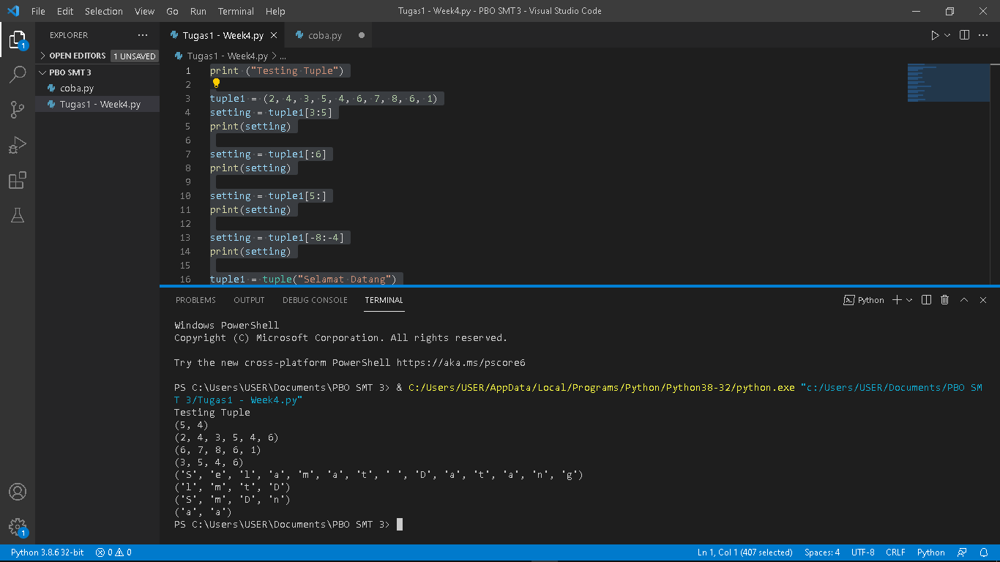 File Edit Selection View Go Run Terminal Help Tugas1 - Week4.py - PBO SMT 3 - Visual Studio Code
EXPLORER
OPEN EDITORS 1 UNSAVED
PBO SMT 3
coba.py
Tugas1 - Week4.py
1
1
Tugas1 - Week4.py coba.py
Tugas1 - Week4.py > ...
1 print ("Testing Tuple")
2
3 tuple1 = (2, 4, 3, 5, 4, 6, 7, 8, 6, 1)
4 setting = tuple1[3:5]
5 print(setting)
6
7 setting = tuple1[:6]
8 print(setting)
9
10 setting = tuple1[5:]
11 print(setting)
12
13 setting = tuple1[-8:-4]
14 print(setting)
15
16 tuple1 = tuple("Selamat Datang")
PROBLEMS OUTPUT DEBUG CONSOLE TERMINAL Python
Windows PowerShell
Copyright (C) Microsoft Corporation. All rights reserved.
Try the new cross-platform PowerShell https://aka.ms/pscore6
PS C:\Users\USER\Documents\PBO SMT 3> & C:/Users/USER/AppData/Local/Programs/Python/Python38-32/python.exe "c:/Users/USER/Documents/PBO SM
T 3/Tugas1 - Week4.py"
Testing Tuple
(5, 4)
(2, 4, 3, 5, 4, 6)
(6, 7, 8, 6, 1)
(3, 5, 4, 6)
('S', 'e', 'l', 'a', 'm', 'a', 't', ' ', 'D', 'a', 't', 'a', 'n', 'g')
('l', 'm', 't', 'D')
('S', 'm', 'D', 'n')
('a', 'a')
PS C:\Users\USER\Documents\PBO SMT 3>
Python 3.8.6 32-bit 0 0 Ln 1, Col 1 (407 selected) Spaces: 4 UTF-8 CRLF Python